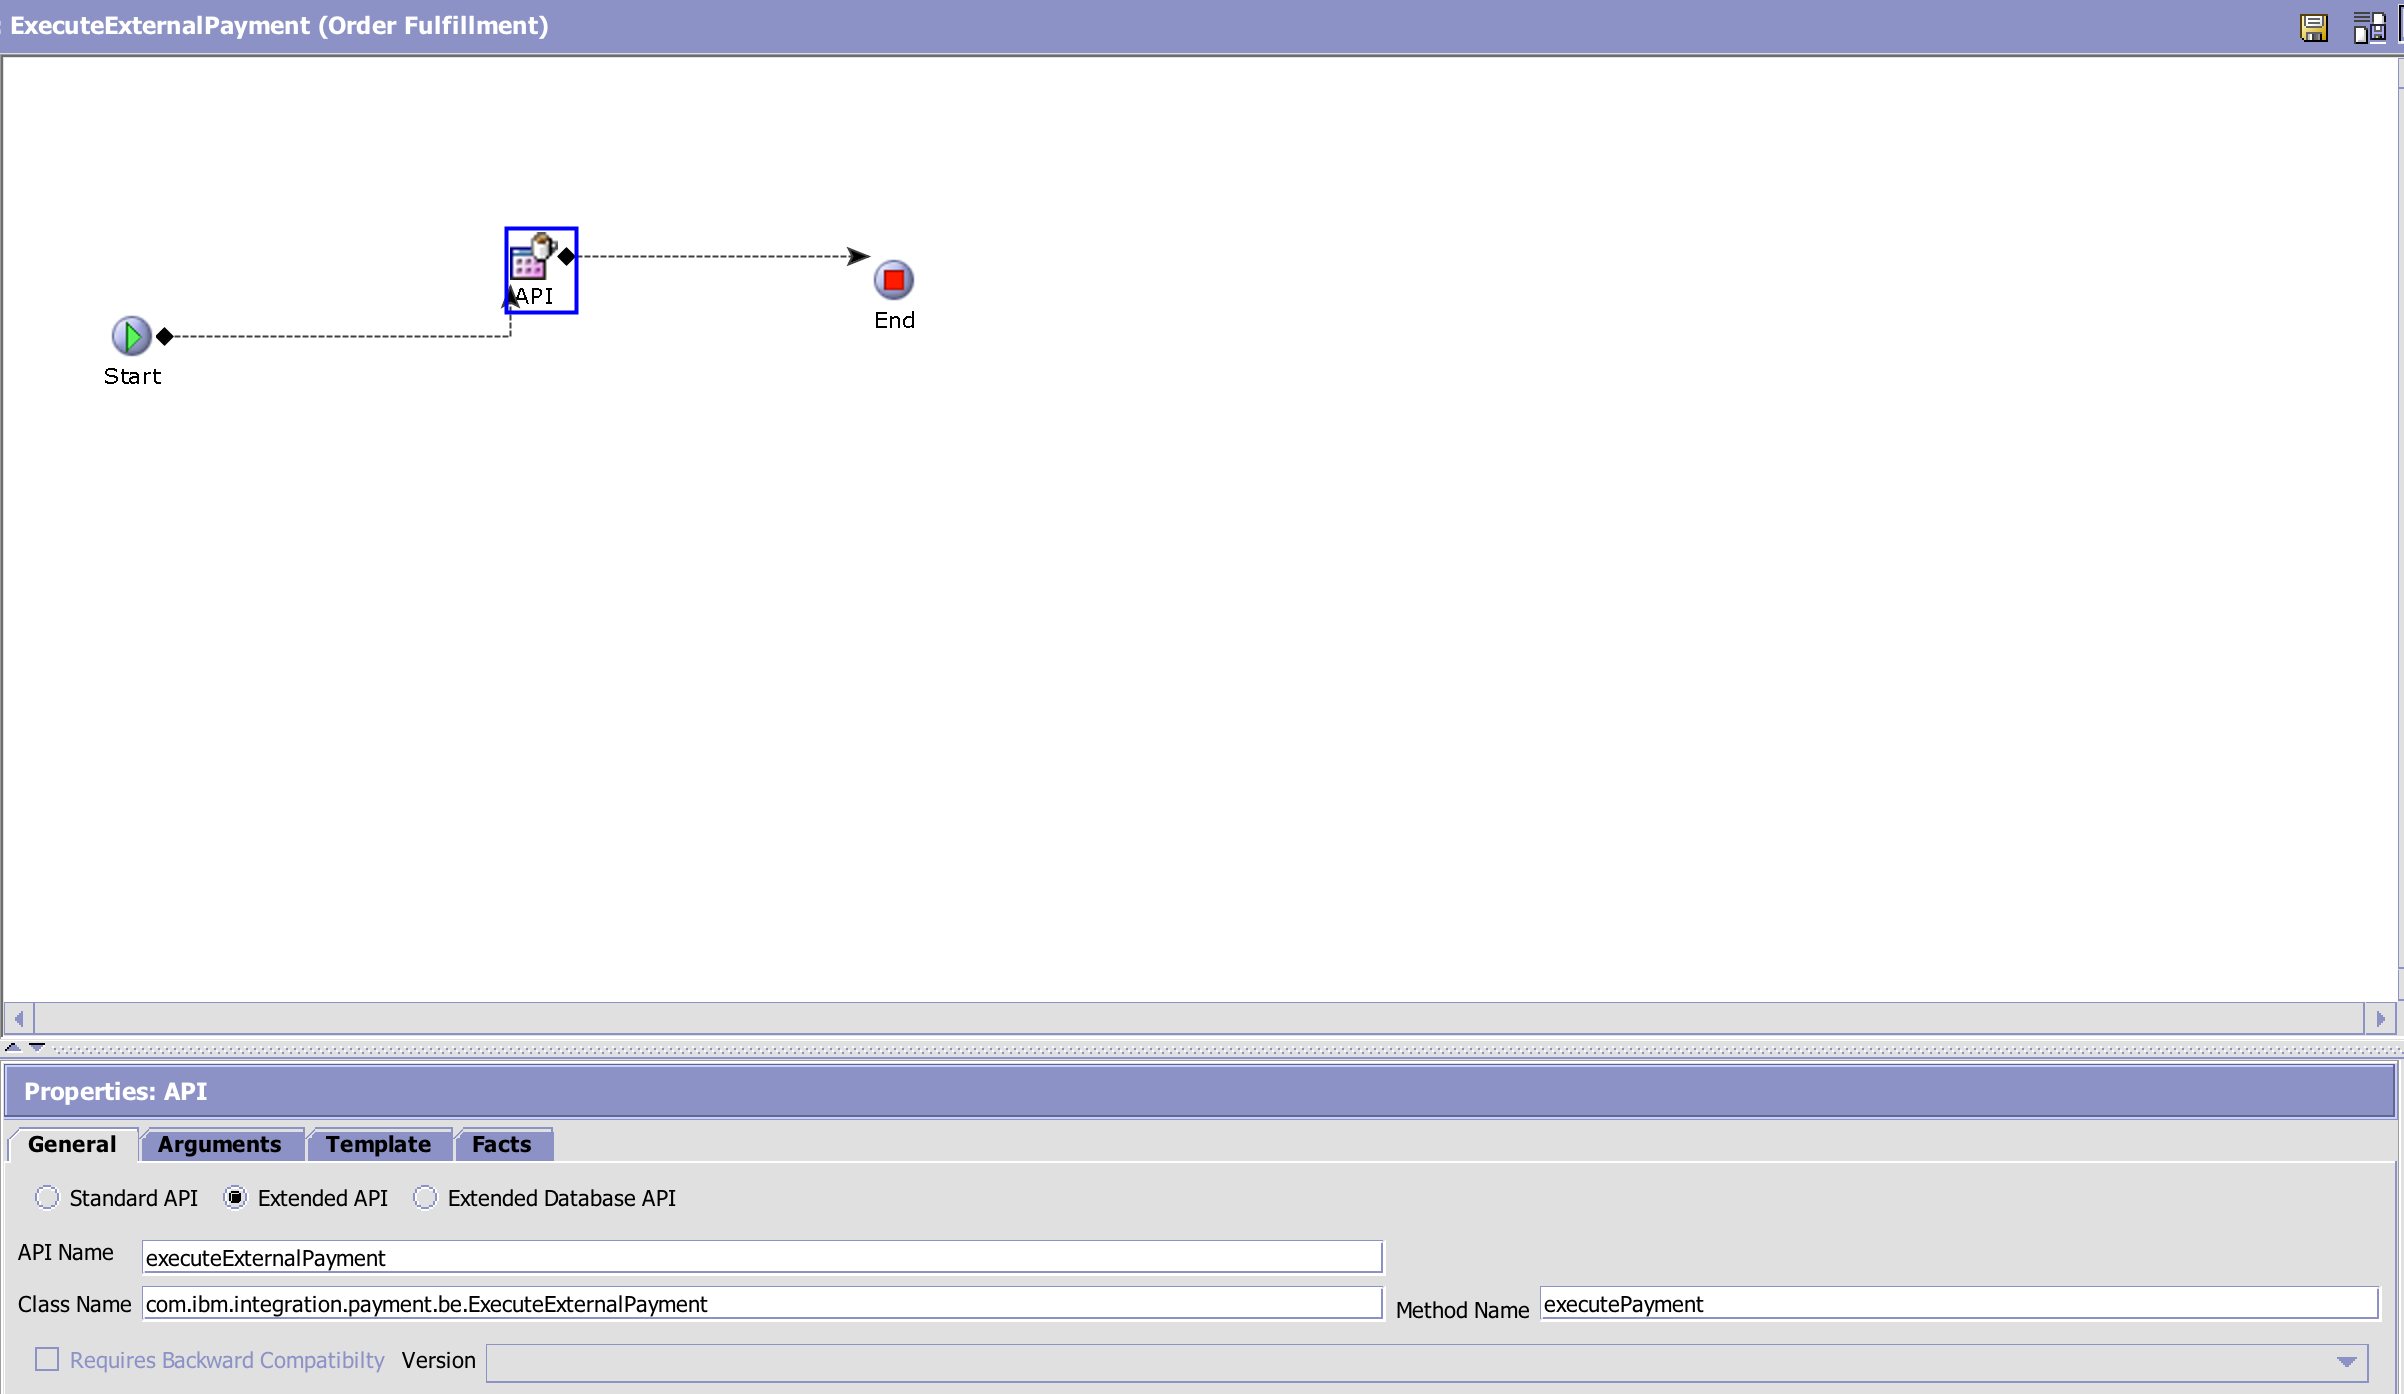 : ExecuteExternalPayment (Order Fulfillment)
API
End
Start
Properties: API
General Arguments Template Facts
Standard API Extended API Extended Database API
API Name executeExternalPayment
Class Name com.ibm.integration.payment.be.ExecuteExternalPayment Method Name executePayment
Requires Backward Compatibilty Version